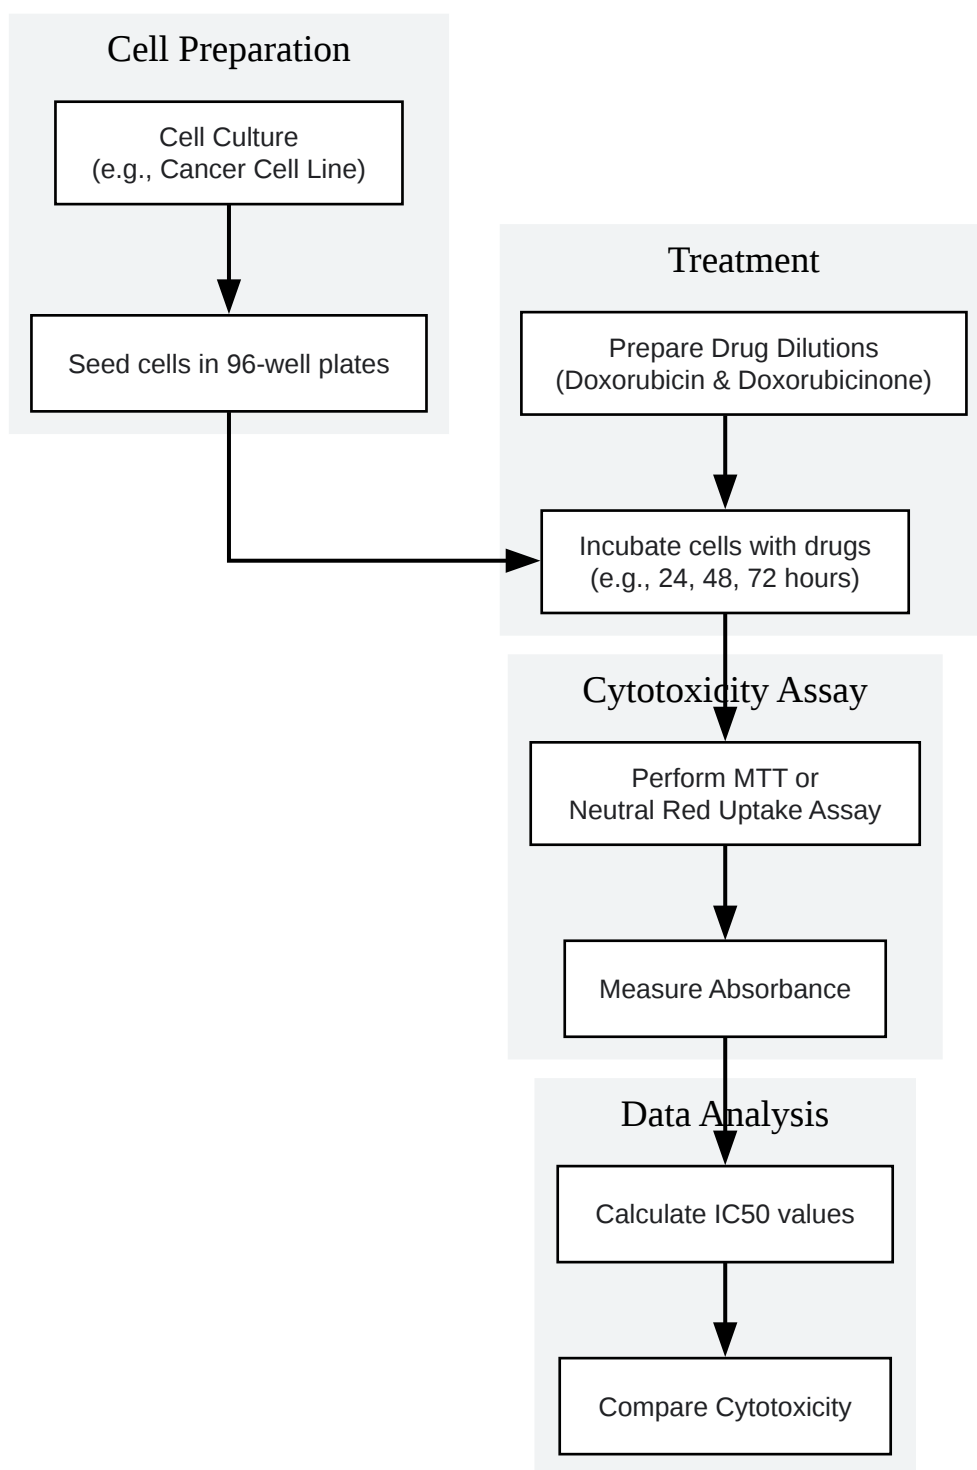 Cell Preparation
Cell Culture
(e.g., Cancer Cell Line)
Seed cells in 96-well plates
Treatment
Prepare Drug Dilutions
(Doxorubicin & Doxorubicinone)
Incubate cells with drugs
(e.g., 24, 48, 72 hours)
Cytotoxicity Assay
Perform MTT or
Neutral Red Uptake Assay
Measure Absorbance
Data Analysis
Calculate IC50 values
Compare Cytotoxicity